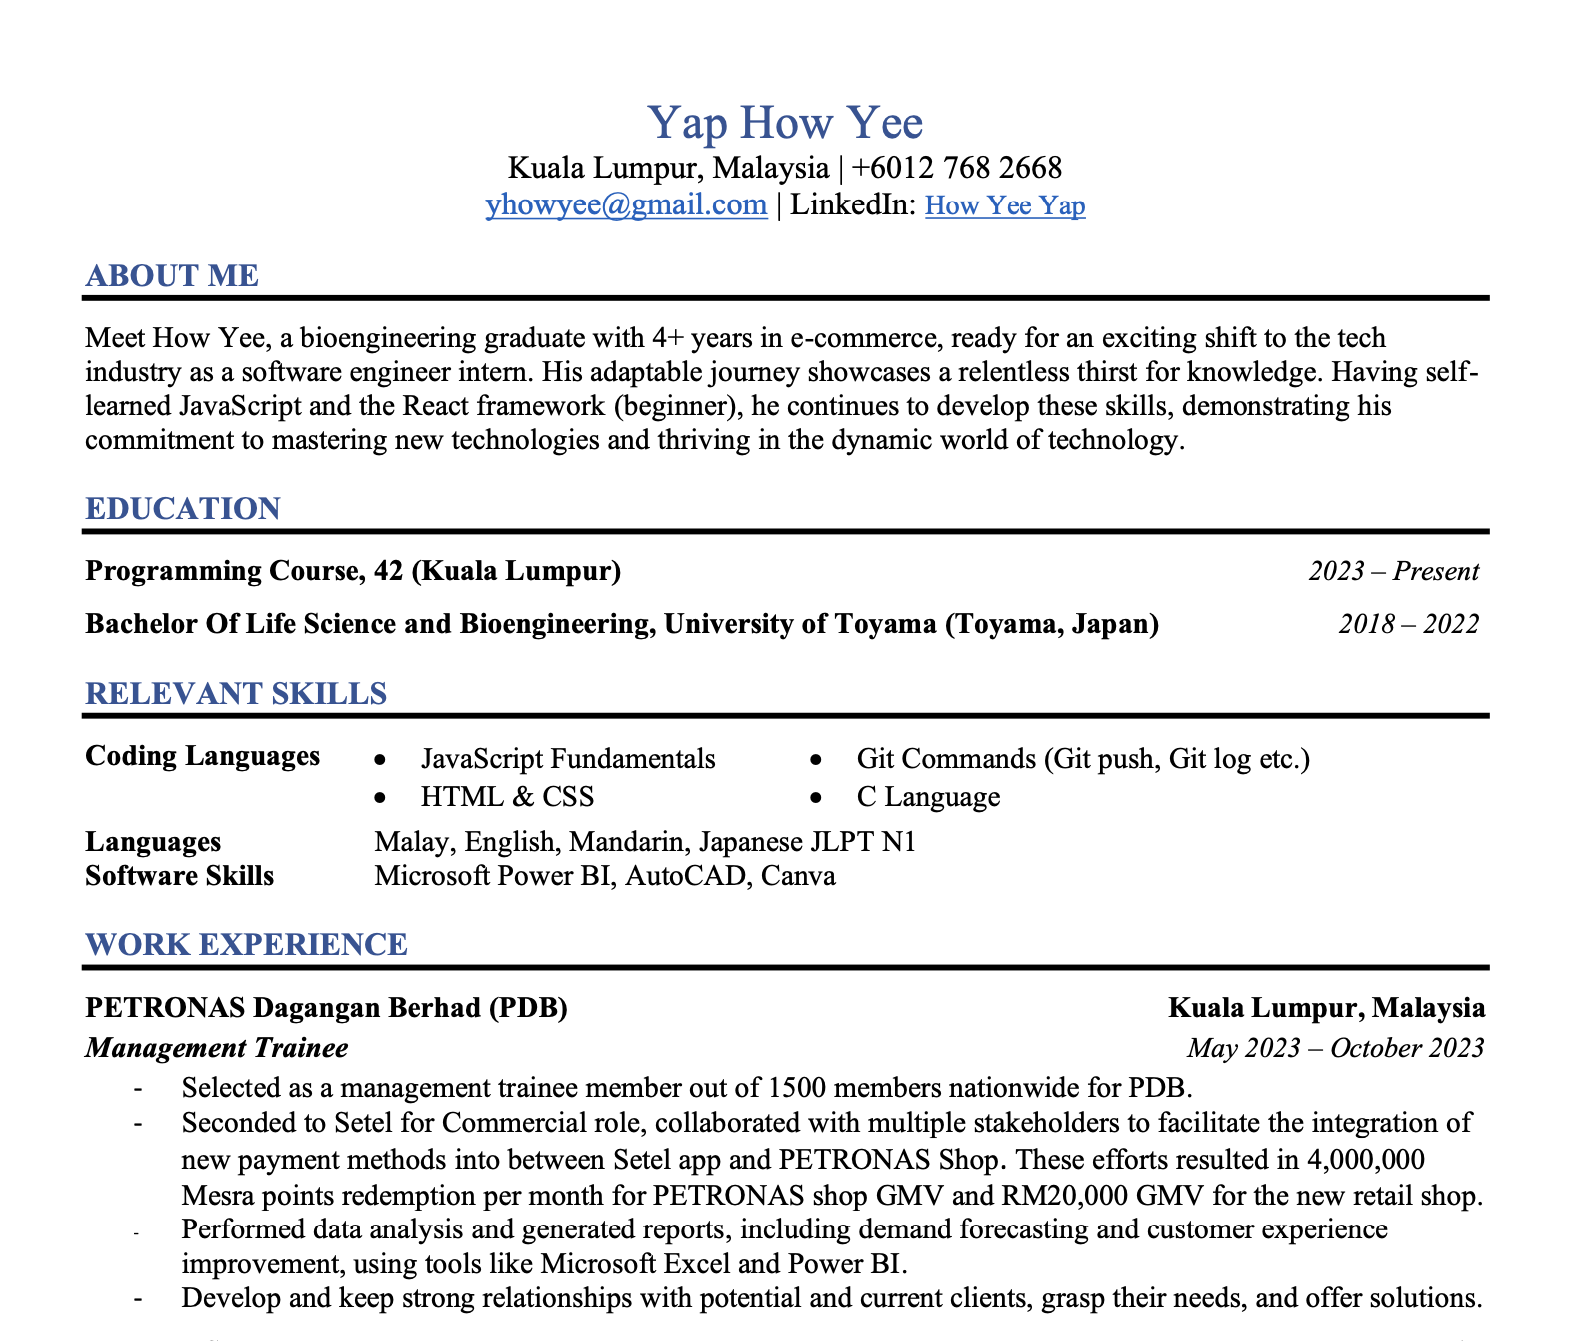 Yap How Yee
Kuala Lumpur, Malaysia | +6012 768 2668
yhowyee@gmail.com | LinkedIn: How Yee Yap
ABOUT ME
Meet How Yee, a bioengineering graduate with 4+ years in e-commerce, ready for an exciting shift to the tech
industry as a software engineer intern. His adaptable journey showcases a relentless thirst for knowledge. Having self-
learned JavaScript and the React framework (beginner), he continues to develop these skills, demonstrating his
commitment to mastering new technologies and thriving in the dynamic world of technology.
EDUCATION
Programming Course, 42 (Kuala Lumpur) 2023 – Present
Bachelor Of Life Science and Bioengineering, University of Toyama (Toyama, Japan) 2018 – 2022
RELEVANT SKILLS
Coding Languages • JavaScript Fundamentals • Git Commands (Git push, Git log etc.)
• HTML & CSS • C Language
Languages Malay, English, Mandarin, Japanese JLPT N1
Software Skills Microsoft Power BI, AutoCAD, Canva
WORK EXPERIENCE
PETRONAS Dagangan Berhad (PDB) Kuala Lumpur, Malaysia
Management Trainee May 2023 – October 2023
- Selected as a management trainee member out of 1500 members nationwide for PDB.
- Seconded to Setel for Commercial role, collaborated with multiple stakeholders to facilitate the integration of
new payment methods into between Setel app and PETRONAS Shop. These efforts resulted in 4,000,000
Mesra points redemption per month for PETRONAS shop GMV and RM20,000 GMV for the new retail shop.
- Performed data analysis and generated reports, including demand forecasting and customer experience
improvement, using tools like Microsoft Excel and Power BI.
- Develop and keep strong relationships with potential and current clients, grasp their needs, and offer solutions.